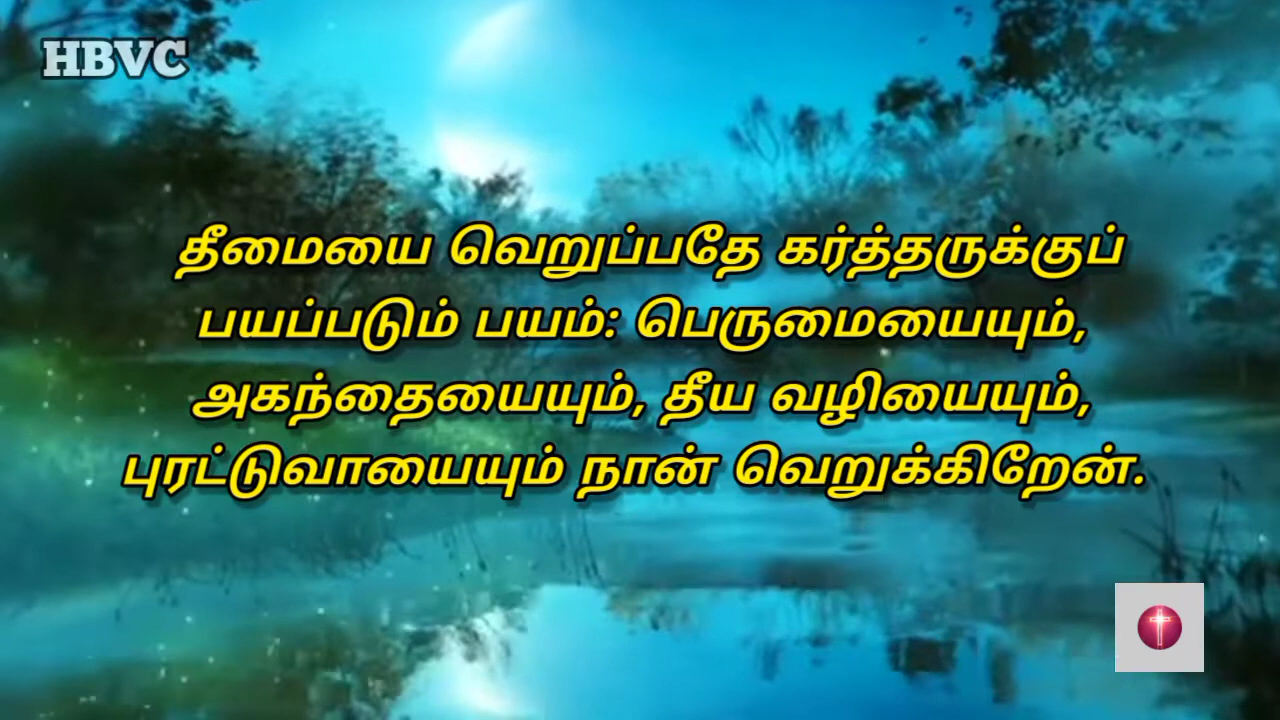 HBVC
தீமையை வெறுப்பதே கர்த்தருக்குப்
பயப்படும் பயம்: பெருமையையும்,
அகந்தையையும், தீய வழியையும்,
புரட்டுவாயையும் நான் வெறுக்கிறேன்.